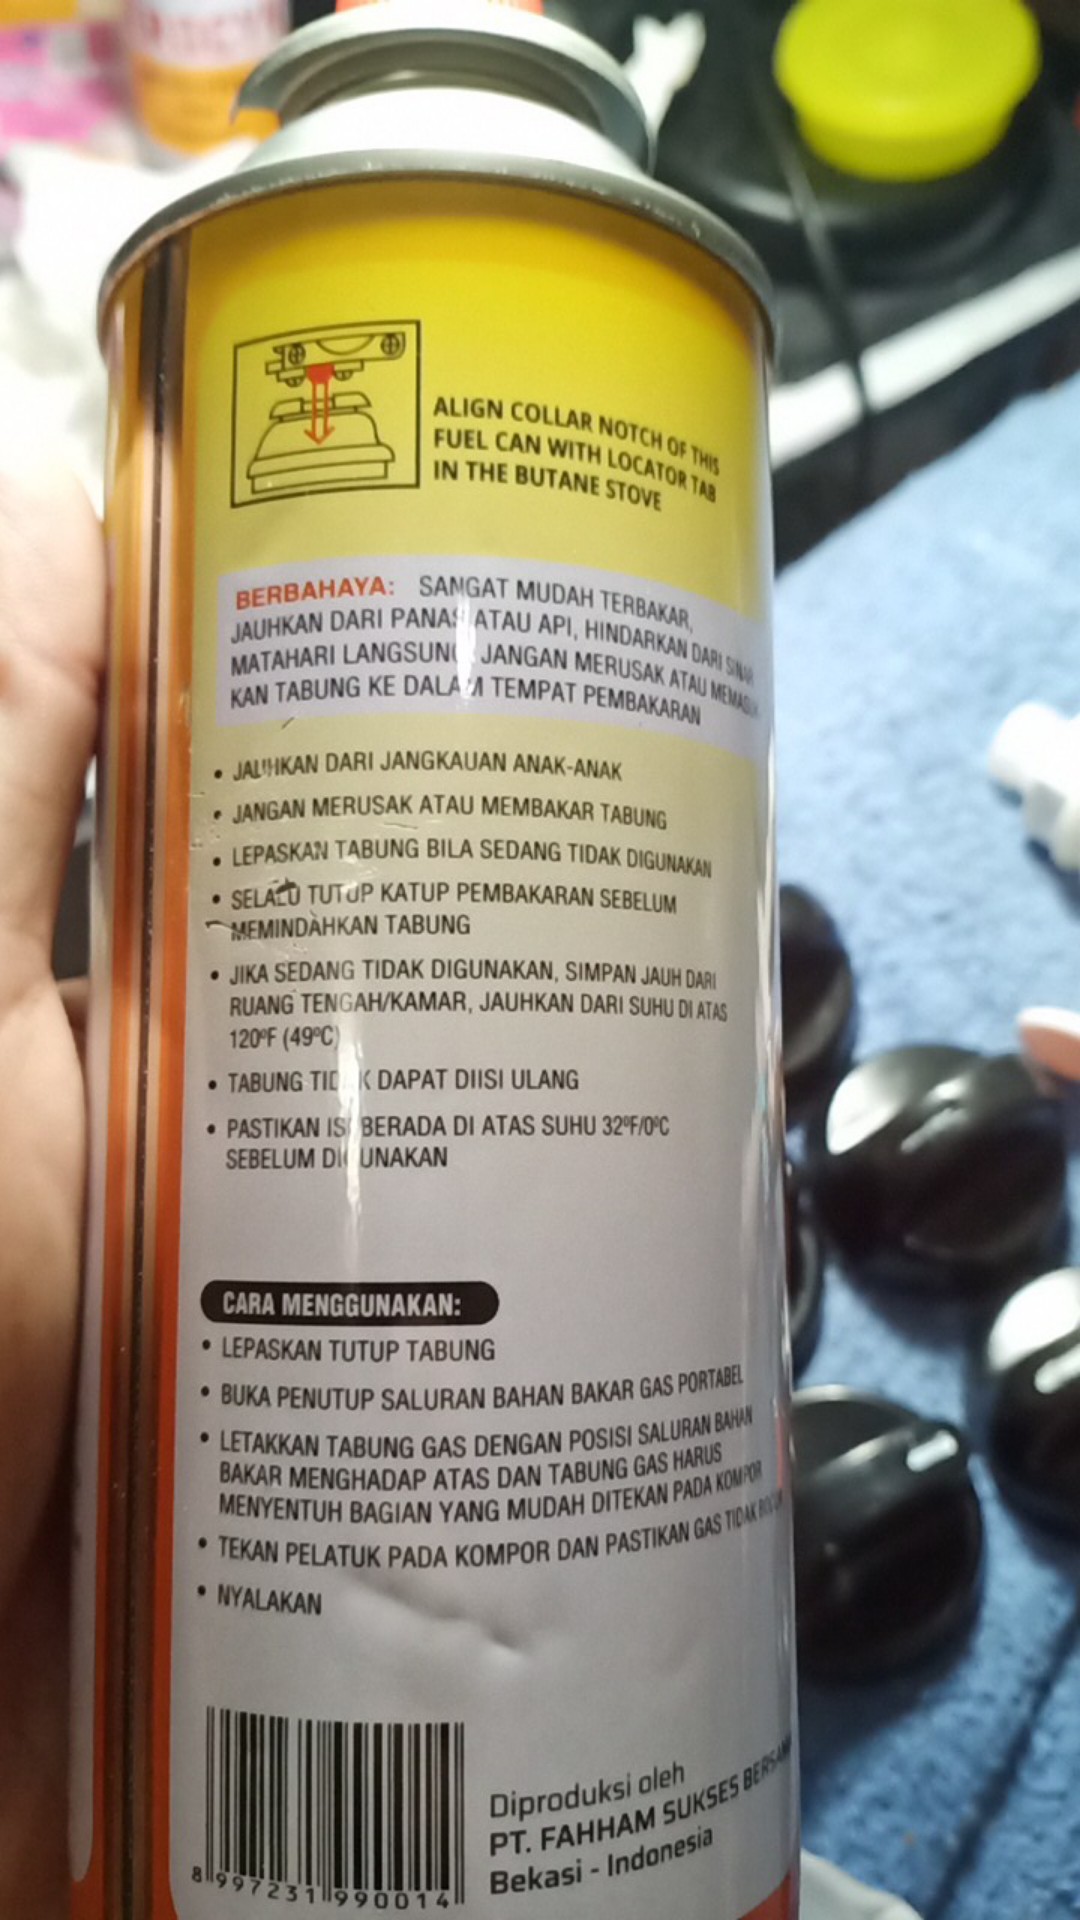 ALIGN COLLAR NOTCH OF THIS
FUEL CAN WITH LOCATOR TAB
IN THE BUTANE STOVE
BERBAHAYA: SANGAT MUDAH TERBAKAR,
JAUHKAN DARI PANAS ATAU API, HINDARKAN DARI SINAR
MATAHARI LANGSUNG, JANGAN MERUSAK ATAU MEMASUK
KAN TABUNG KE DALAM TEMPAT PEMBAKARAN
• JAUHKAN DARI JANGKAUAN ANAK-ANAK
• JANGAN MERUSAK ATAU MEMBAKAR TABUNG
• LEPASKAN TABUNG BILA SEDANG TIDAK DIGUNAKAN
• SELALU TUTUP KATUP PEMBAKARAN SEBELUM
MEMINDAHKAN TABUNG
• JIKA SEDANG TIDAK DIGUNAKAN, SIMPAN JAUH DARI
RUANG TENGAH/KAMAR, JAUHKAN DARI SUHU DI ATAS
120ºF (49ºC)
• TABUNG TIDAK DAPAT DIISI ULANG
• PASTIKAN ISI BERADA DI ATAS SUHU 32ºF/0ºC
SEBELUM DIGUNAKAN
CARA MENGGUNAKAN:
• LEPASKAN TUTUP TABUNG
• BUKA PENUTUP SALURAN BAHAN BAKAR GAS PORTABEL
• LETAKKAN TABUNG GAS DENGAN POSISI SALURAN BAHAN
BAKAR MENGHADAP ATAS DAN TABUNG GAS HARUS
MENYENTUH BAGIAN YANG MUDAH DITEKAN PADA KOMPOR
• TEKAN PELATUK PADA KOMPOR DAN PASTIKAN GAS TIDAK BOCOR
• NYALAKAN
8 997231 990014
Diproduksi oleh
PT. FAHHAM SUKSES BERSAMA
Bekasi - Indonesia